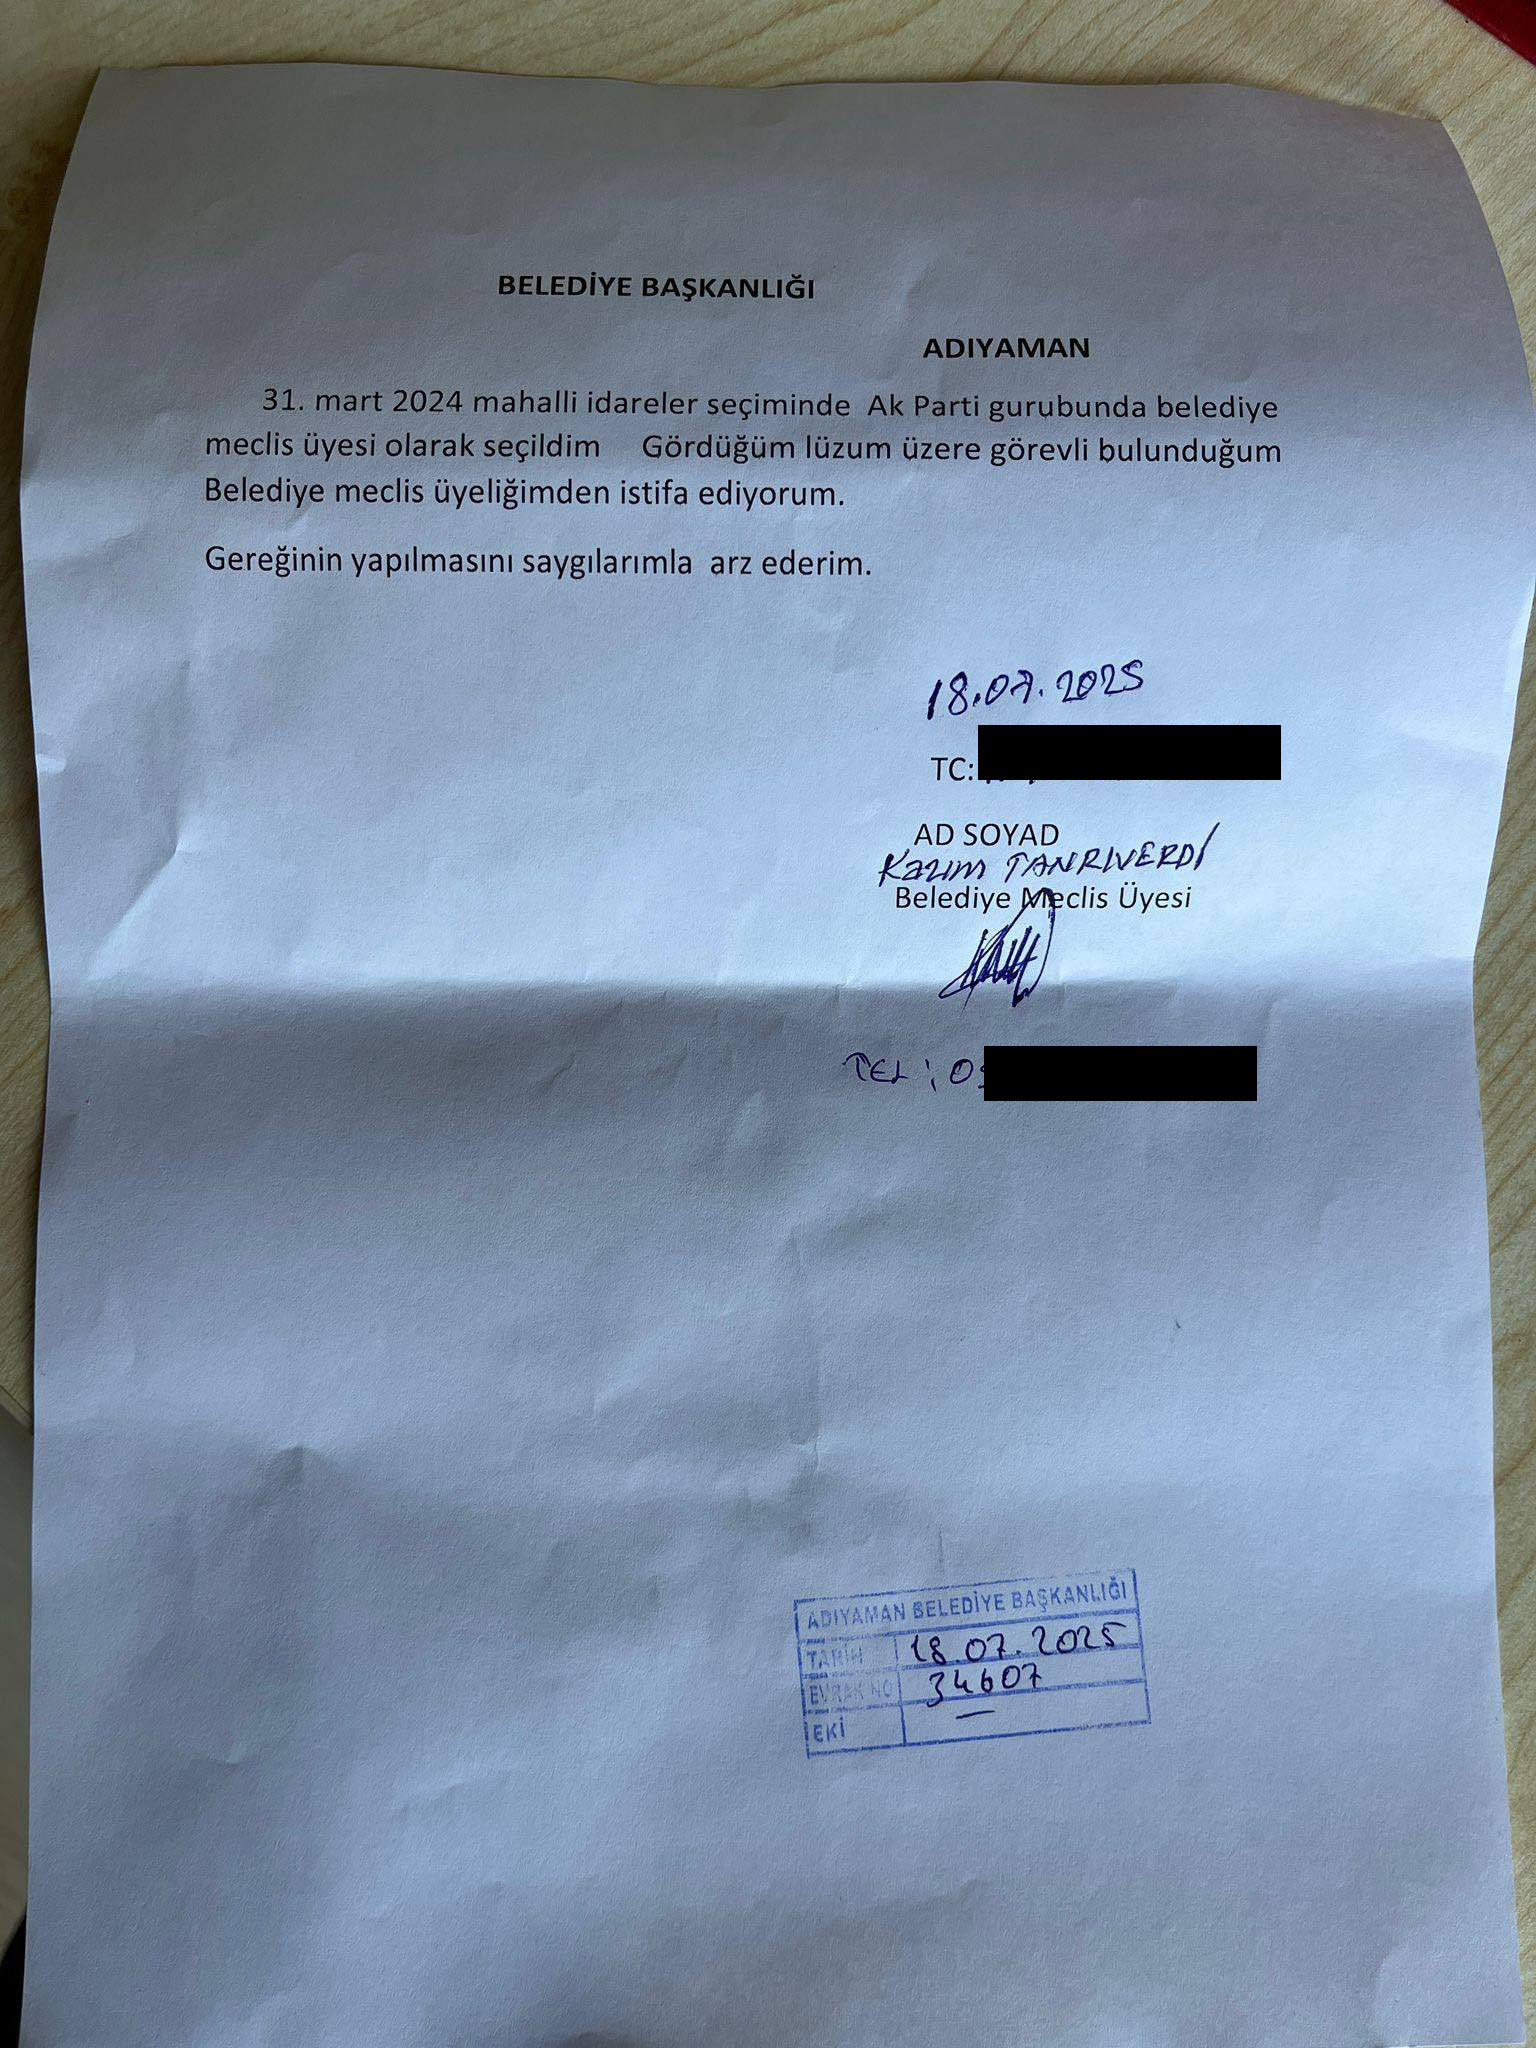 BELEDİYE BAŞKANLIĞI
ADIYAMAN
31. mart 2024 mahalli idareler seçiminde Ak Parti gurubunda belediye
meclis üyesi olarak seçildim Gördüğüm lüzum üzere görevli bulunduğum
Belediye meclis üyeliğimden istifa ediyorum.
Gereğinin yapılmasını saygılarımla arz ederim.
18.07.2025
TC:
AD SOYAD
Kazım TANRIVERDİ
Belediye Meclis Üyesi
TEL : 05
ADIYAMAN BELEDİYE BAŞKANLIĞI
TARİH 18.07.2025
EVRAK NO 34607
EKİ —